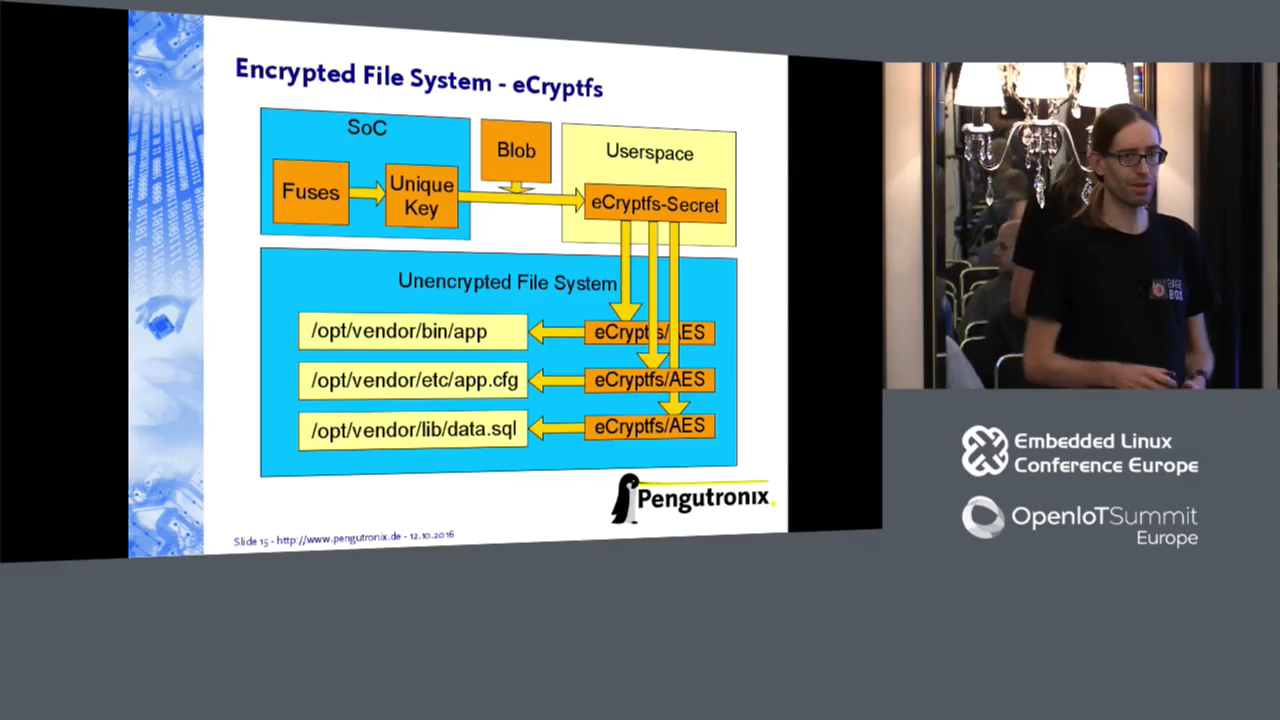 Encrypted File System - eCryptfs
SoC
Blob
Userspace
Fuses
Unique
Key
eCryptfs-Secret
Unencrypted File System
/opt/vendor/bin/app
eCryptfs/AES
/opt/vendor/etc/app.cfg
eCryptfs/AES
/opt/vendor/lib/data.sql
eCryptfs/AES
Pengutronix
Slide 15 - http://www.pengutronix.de - 12.10.2016
Embedded Linux
Conference Europe
OpenIoTSummit
Europe